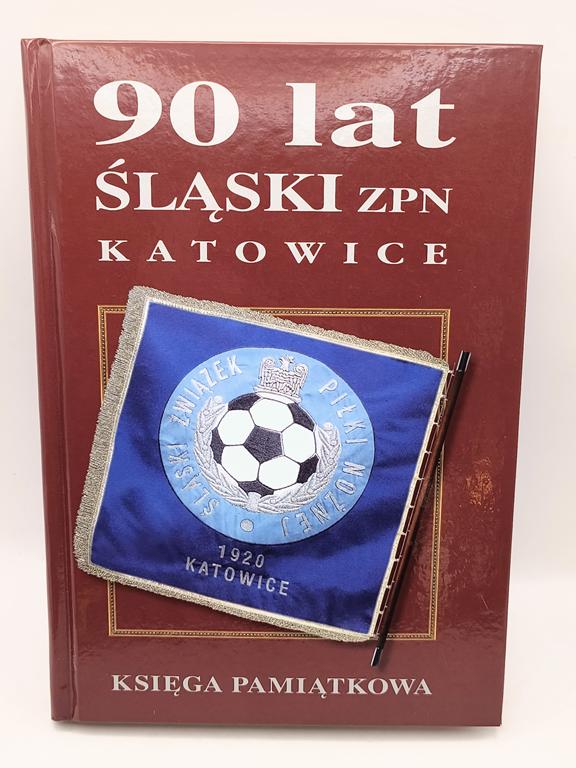 90 lat
ŚLĄSKI ZPN
KATOWICE
ŚLĄSKI ZWIĄZEK PIŁKI NOŻNEJ
1920
KATOWICE
KSIĘGA PAMIĄTKOWA